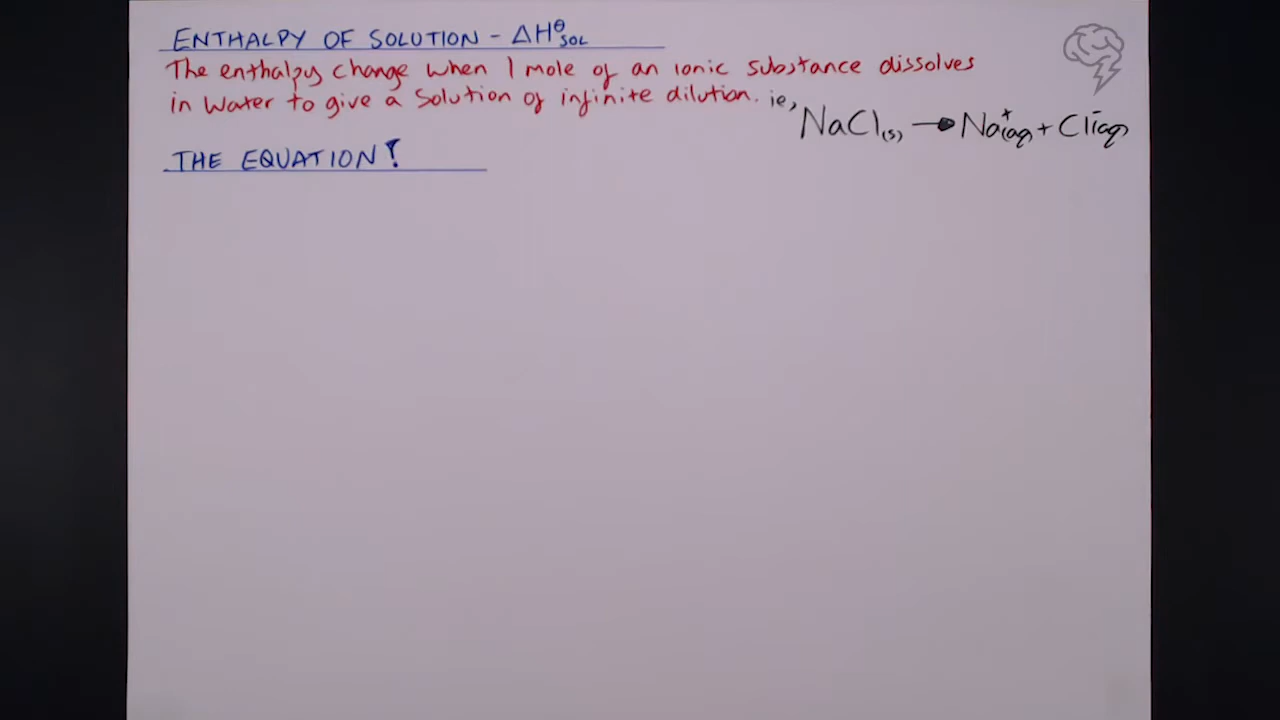 ENTHALPY OF SOLUTION - ΔH⦵SOL
The enthalpy change when 1 mole of an ionic substance dissolves
in water to give a solution of infinite dilution. ie,
NaCl(s) → Na+(aq) + Cl-(aq)
THE EQUATION!